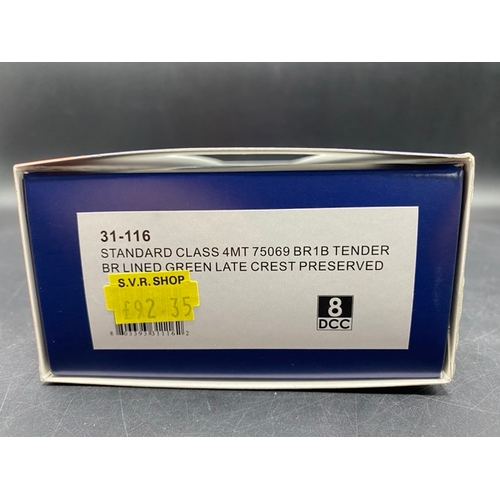 31-116
STANDARD CLASS 4MT 75069 BR1B TENDER
BR LINED GREEN LATE CREST PRESERVED
S.V.R. SHOP
£92.35
8
DCC